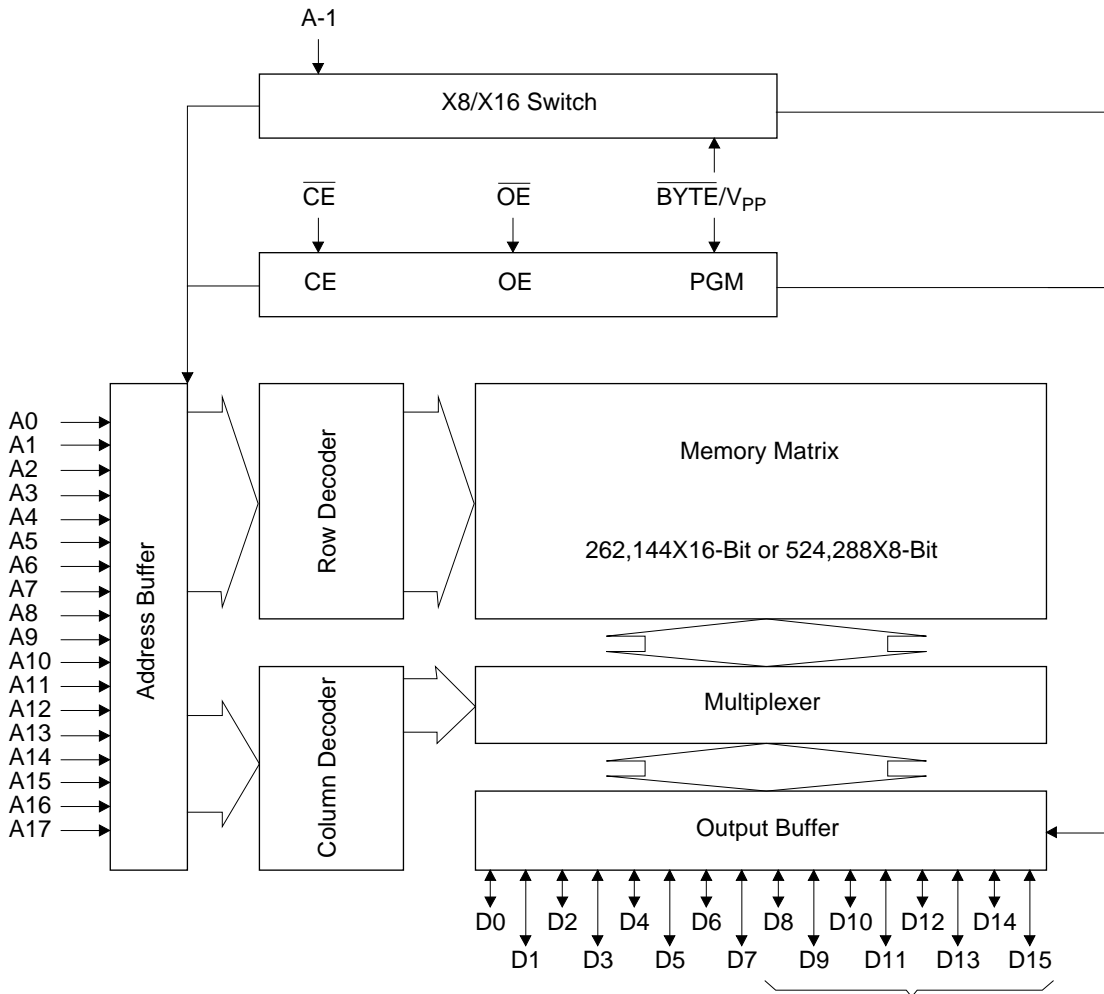 A-1
X8/X16 Switch
CE
OE
BYTE/VPP
CE
OE
PGM
A0
A1
A2
A3
A4
A5
A6
A7
A8
A9
A10
A11
A12
A13
A14
A15
A16
A17
Address Buffer
Row Decoder
Column Decoder
Memory Matrix
262,144X16-Bit or 524,288X8-Bit
Multiplexer
Output Buffer
D0 D2 D4 D6 D8 D10 D12 D14
D1 D3 D5 D7 D9 D11 D13 D15